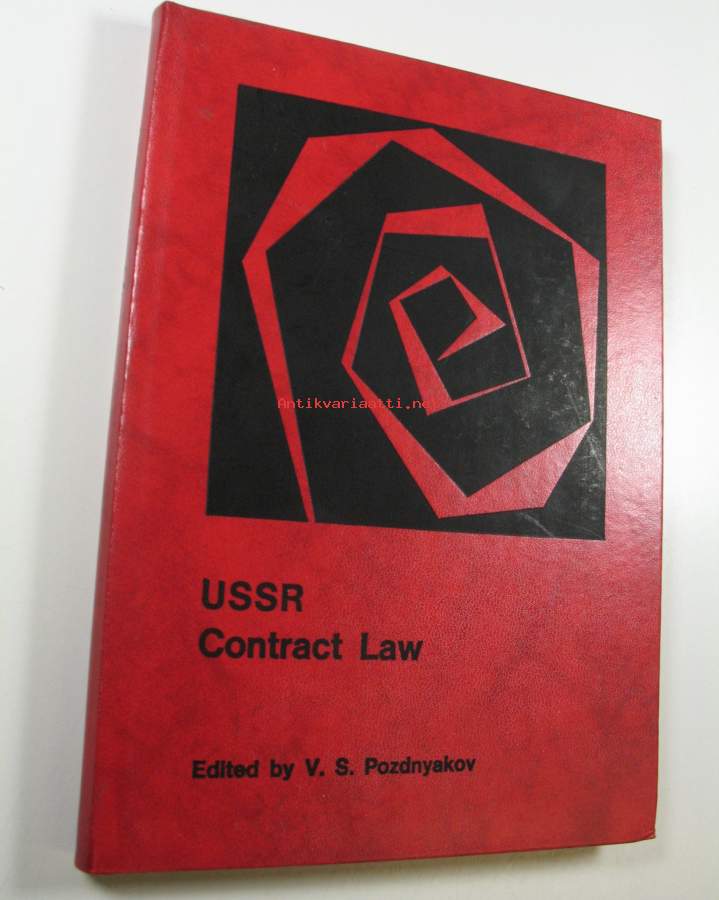 Antikvariaatti.net
USSR
Contract Law
Edited by V. S. Pozdnyakov